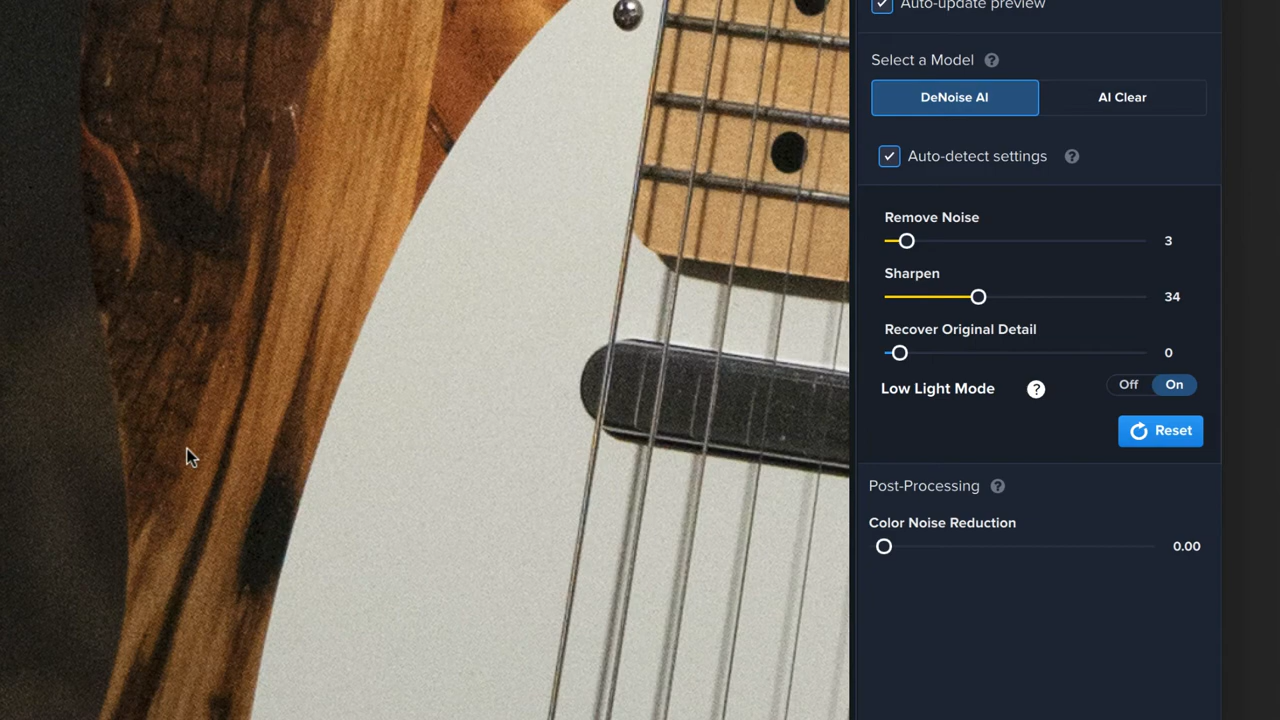 Auto-update preview
Select a Model ?
DeNoise AI AI Clear
Auto-detect settings ?
Remove Noise
3
Sharpen
34
Recover Original Detail
0
Low Light Mode ? Off On
Reset
Post-Processing ?
Color Noise Reduction
0.00